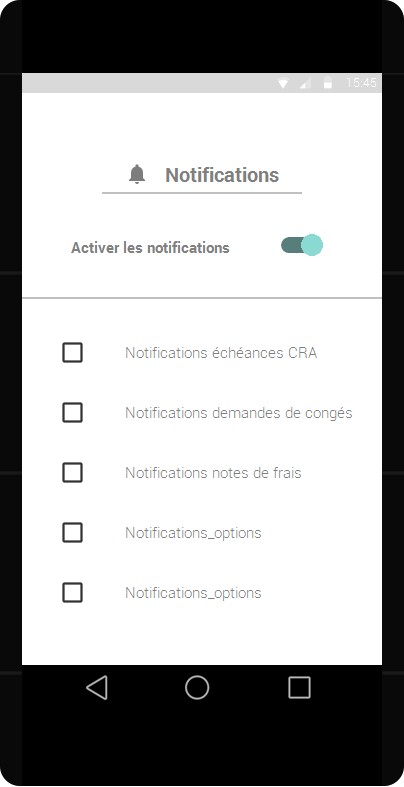 15:45
Notifications
Activer les notifications
Notifications échéances CRA
Notifications demandes de congés
Notifications notes de frais
Notifications_options
Notifications_options